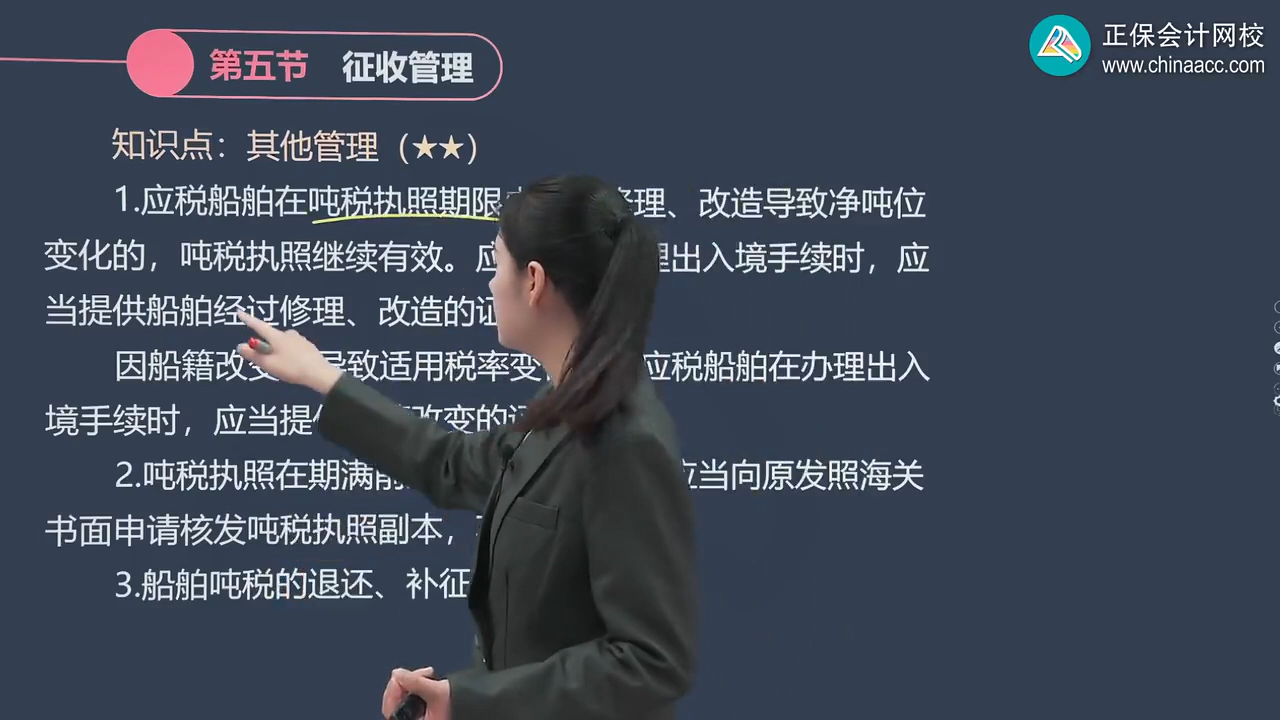 第五节 征收管理
正保会计网校
www.chinaacc.com
知识点：其他管理（★★）
1.应税船舶在吨税执照期限 修理、改造导致净吨位
变化的，吨税执照继续有效。应 理出入境手续时，应
当提供船舶经过修理、改造的证
因船籍改变 导致适用税率变 应税船舶在办理出入
境手续时，应当提供 改变的证
2.吨税执照在期满前 应当向原发照海关
书面申请核发吨税执照副本，
3.船舶吨税的退还、补征